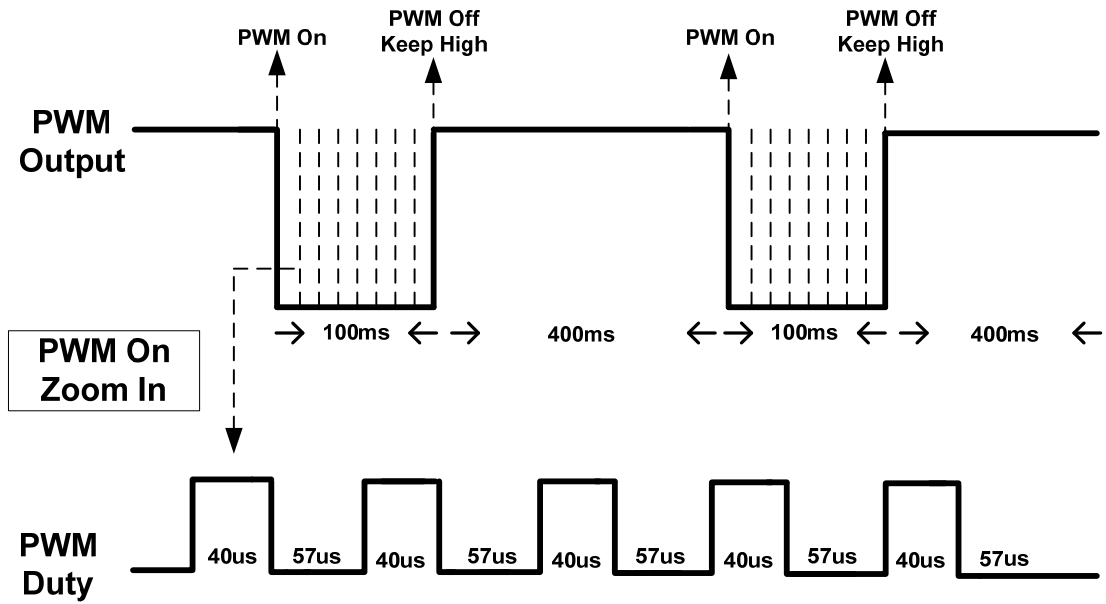 PWM On
PWM Off
Keep High
PWM On
PWM Off
Keep High
PWM
Output
100ms
400ms
100ms
400ms
PWM On
Zoom In
PWM
Duty
40us
57us
40us
57us
40us
57us
40us
57us
40us
57us